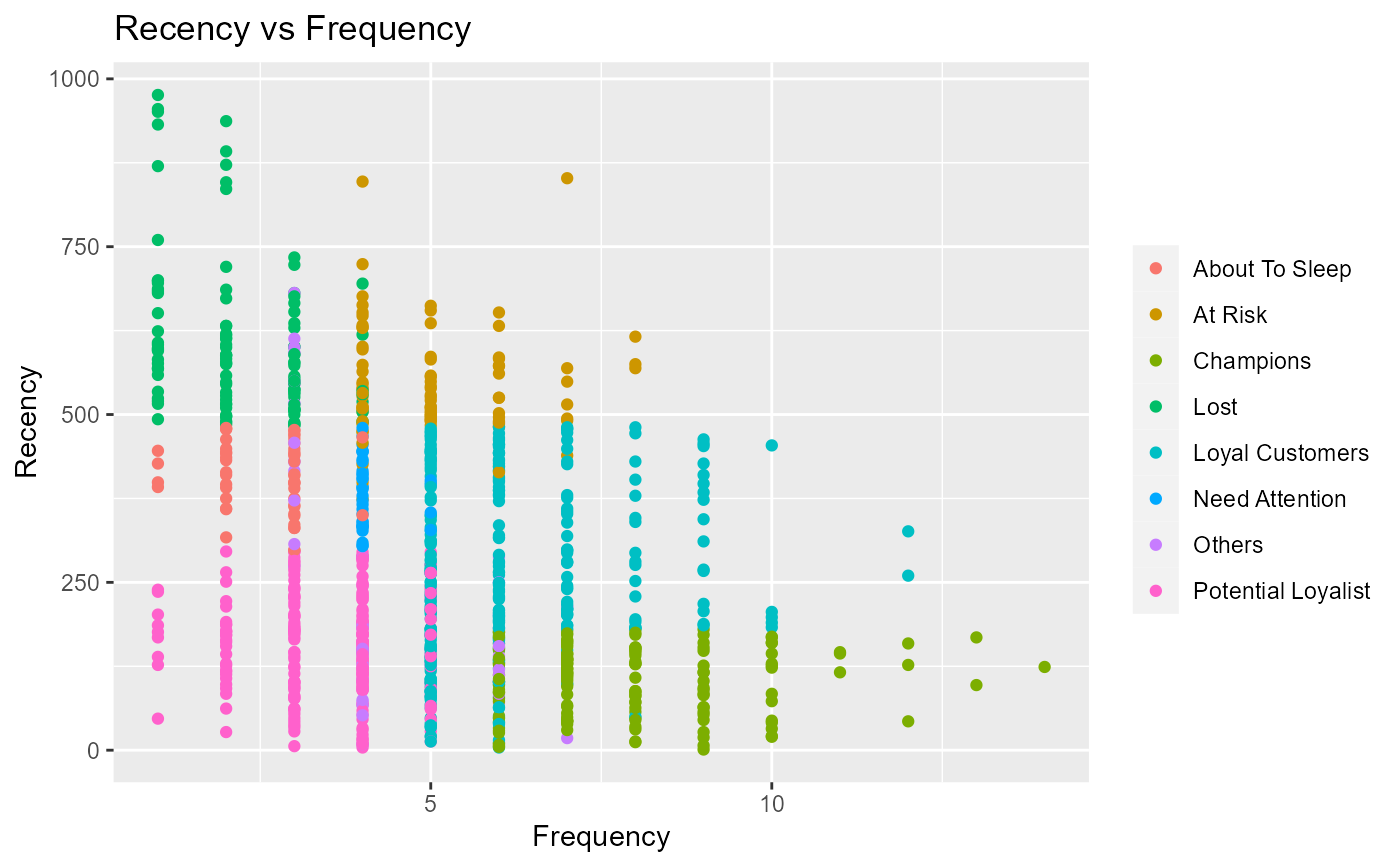 Recency vs Frequency
1000
750
500
250
0
Recency
5
10
Frequency
About To Sleep
At Risk
Champions
Lost
Loyal Customers
Need Attention
Others
Potential Loyalist